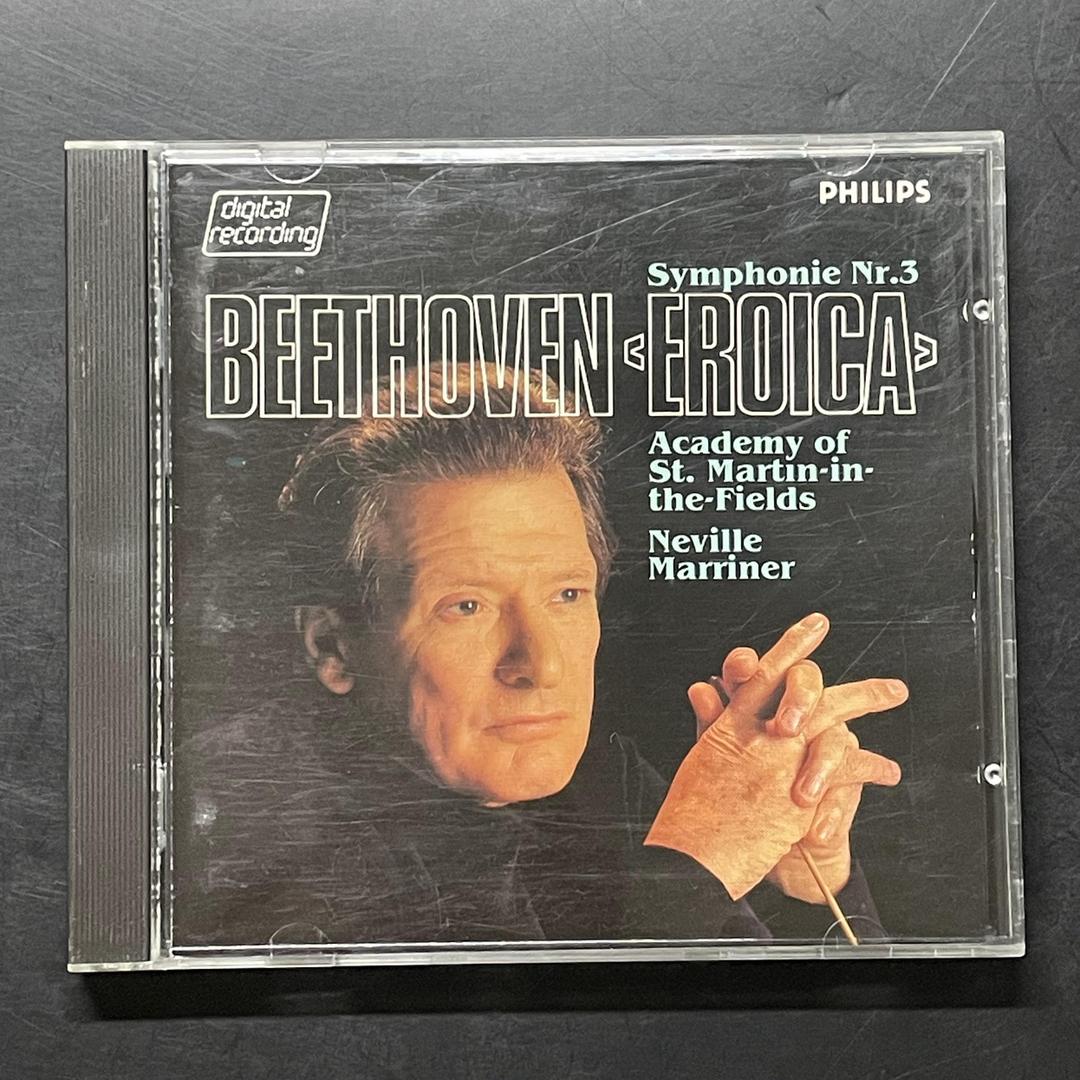 digital
recording
PHILIPS
Symphonie Nr.3
BEETHOVEN <EROICA>
Academy of
St. Martin-in-
the-Fields
Neville
Marriner